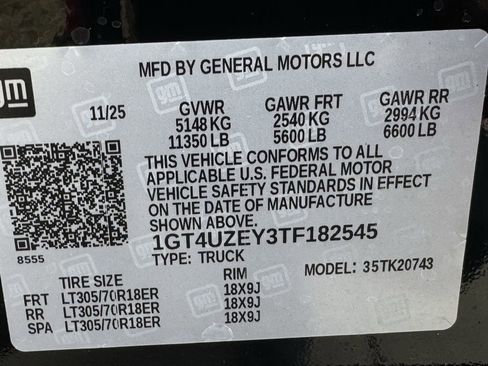 gm
MFD BY GENERAL MOTORS LLC
11/25 GVWR GAWR FRT GAWR RR
5148 KG 2540 KG 2994 KG
11350 LB 5600 LB 6600 LB
THIS VEHICLE CONFORMS TO ALL
APPLICABLE U.S. FEDERAL MOTOR
VEHICLE SAFETY STANDARDS IN EFFECT
ON THE DATE OF MANUFACTURE
SHOWN ABOVE.
8555
1GT4UZEY3TF182545
TYPE: TRUCK MODEL: 35TK20743
TIRE SIZE RIM
FRT LT305/70R18ER 18X9J
RR LT305/70R18ER 18X9J
SPA LT305/70R18ER 18X9J